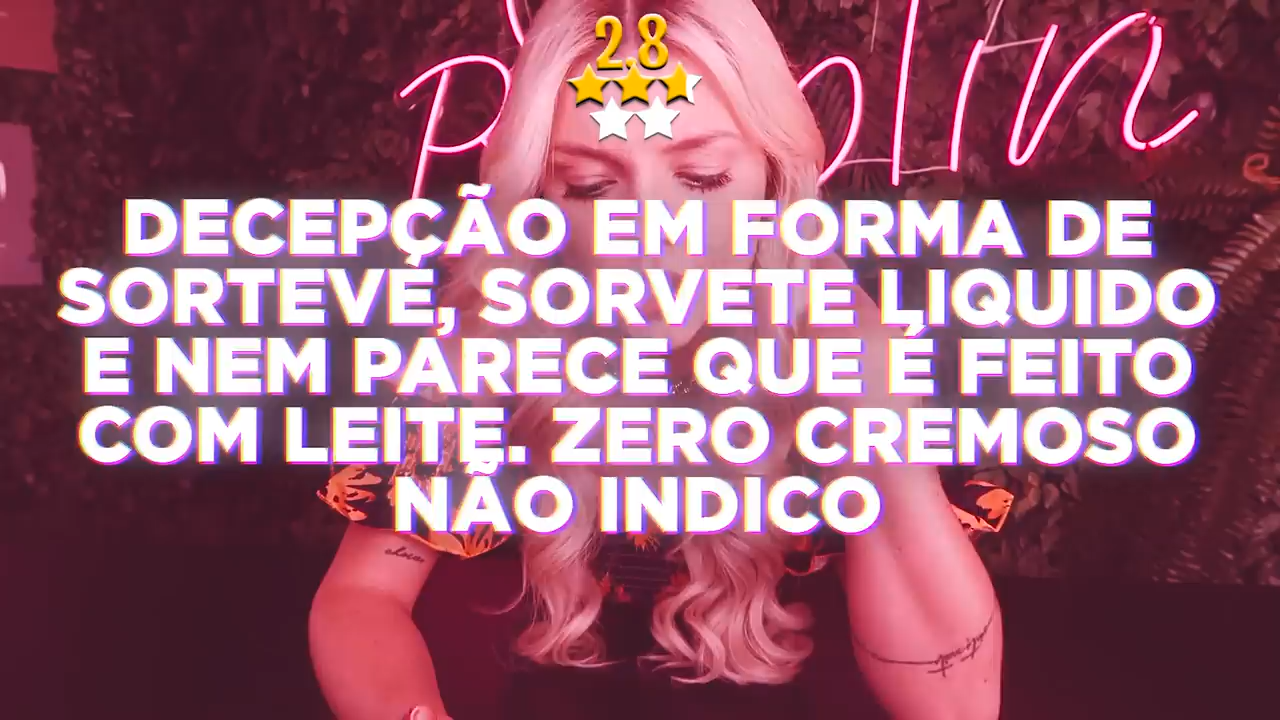 2.8
DECEPÇÃO EM FORMA DE
SORTEVE, SORVETE LIQUIDO
E NEM PARECE QUE É FEITO
COM LEITE. ZERO CREMOSO
NÃO INDICO